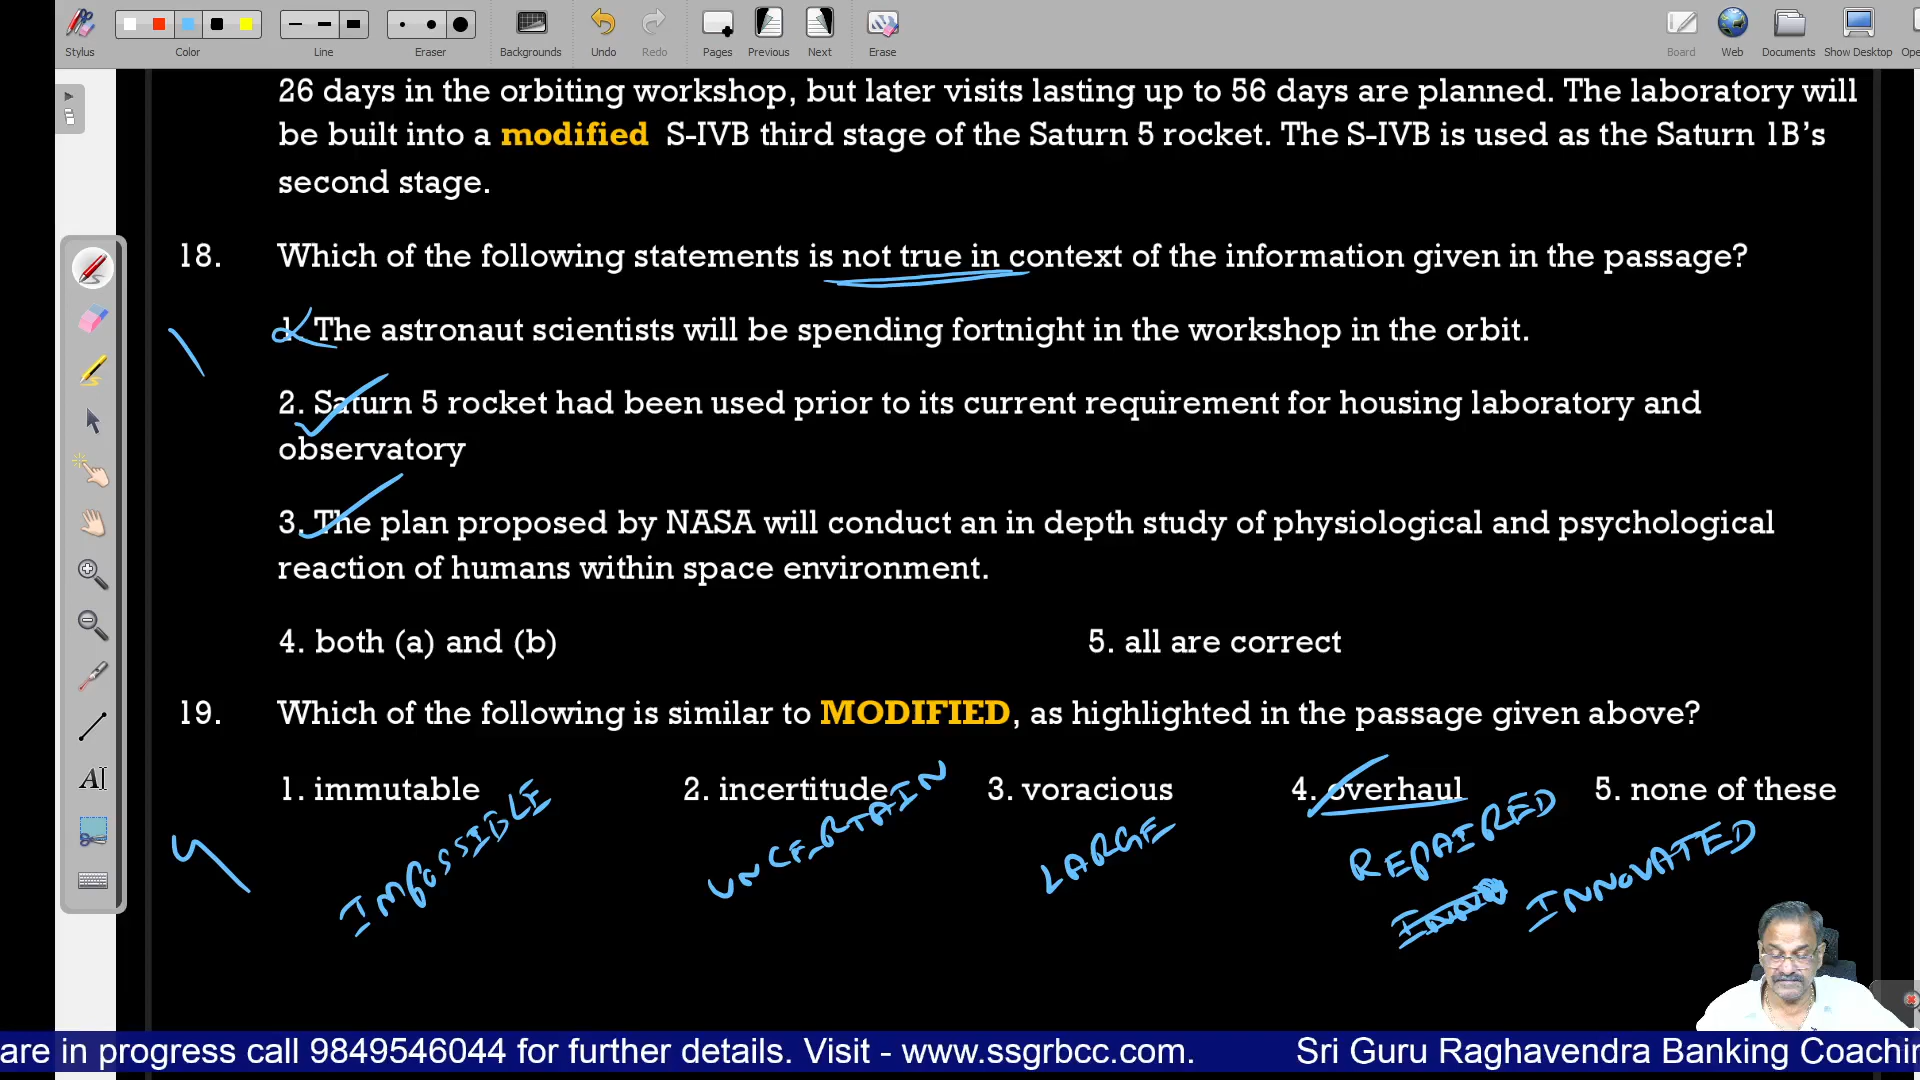 Stylus Color Line Eraser Backgrounds Undo Redo Pages Previous Next Erase Board Web Documents Show Desktop Ope
26 days in the orbiting workshop, but later visits lasting up to 56 days are planned. The laboratory will
be built into a modified S-IVB third stage of the Saturn 5 rocket. The S-IVB is used as the Saturn 1B’s
second stage.
18. Which of the following statements is not true in context of the information given in the passage?
1. The astronaut scientists will be spending fortnight in the workshop in the orbit.
2. Saturn 5 rocket had been used prior to its current requirement for housing laboratory and
observatory
3. The plan proposed by NASA will conduct an in depth study of physiological and psychological
reaction of humans within space environment.
4. both (a) and (b) 5. all are correct
19. Which of the following is similar to MODIFIED, as highlighted in the passage given above?
1. immutable 2. incertitude 3. voracious 4. overhaul 5. none of these
IMPOSSIBLE UNCERTAIN LARGE REPAIRED
INNOVATED
are in progress call 9849546044 for further details. Visit - www.ssgrbcc.com. Sri Guru Raghavendra Banking Coachin